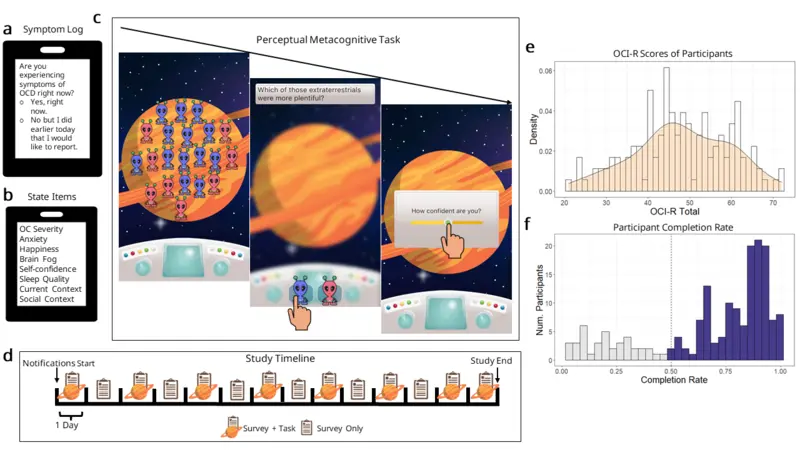 a
Symptom Log
Are you
experiencing
symptoms of
OCD right now?
o Yes, right
now.
o No but I did
earlier today
that I would
like to report.
b
State Items
OC Severity
Anxiety
Happiness
Brain Fog
Self-confidence
Sleep Quality
Current Context
Social Context
c
Perceptual Metacognitive Task
Which of those extraterrestrials
were more plentiful?
How confident are you?
d
Study Timeline
Notifications Start
Study End
1 Day
Survey + Task
Survey Only
e
OCI-R Scores of Participants
Density
0.06
0.04
0.02
0.00
20 30 40 50 60 70
OCI-R Total
f
Participant Completion Rate
Num. Participants
20
15
10
5
0
0.00 0.25 0.50 0.75 1.00
Completion Rate